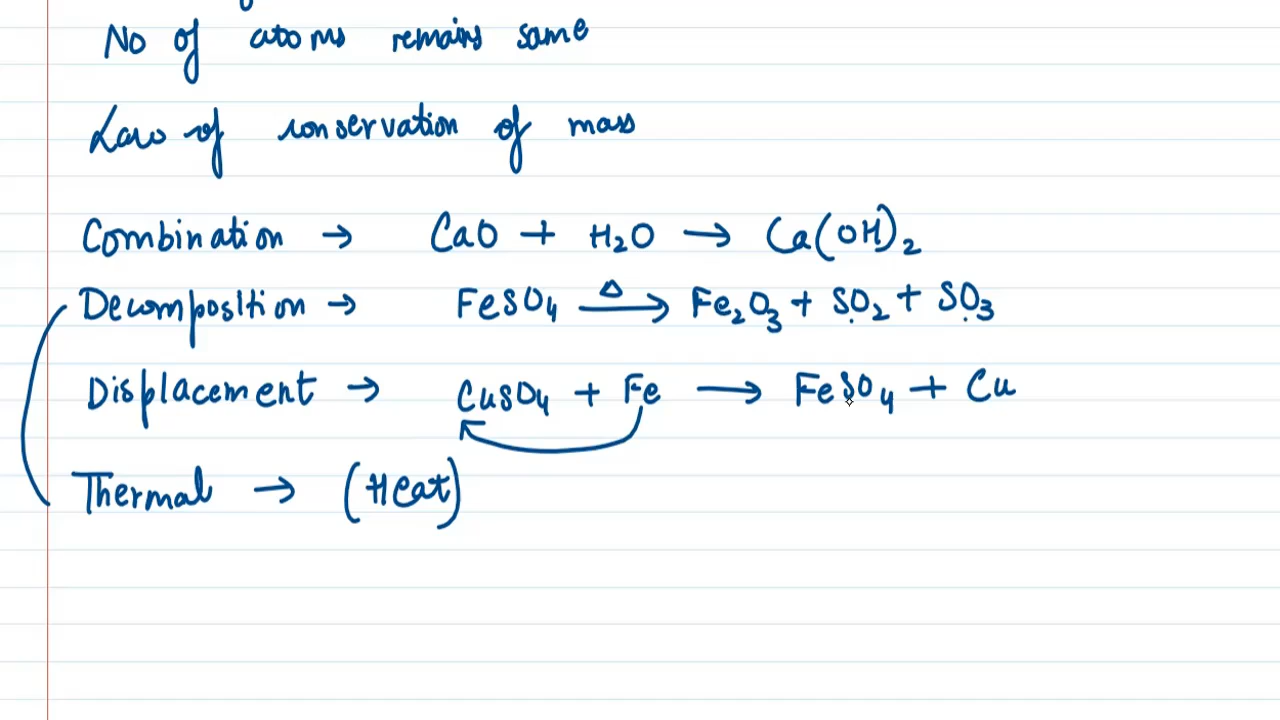 No of atoms remains same
Law of conservation of mass
Combination → CaO + H₂O → Ca(OH)₂
Decomposition → FeSO₄ —Δ→ Fe₂O₃ + SO₂ + SO₃
Displacement → CuSO₄ + Fe → FeSO₄ + Cu
Thermal → (Heat)